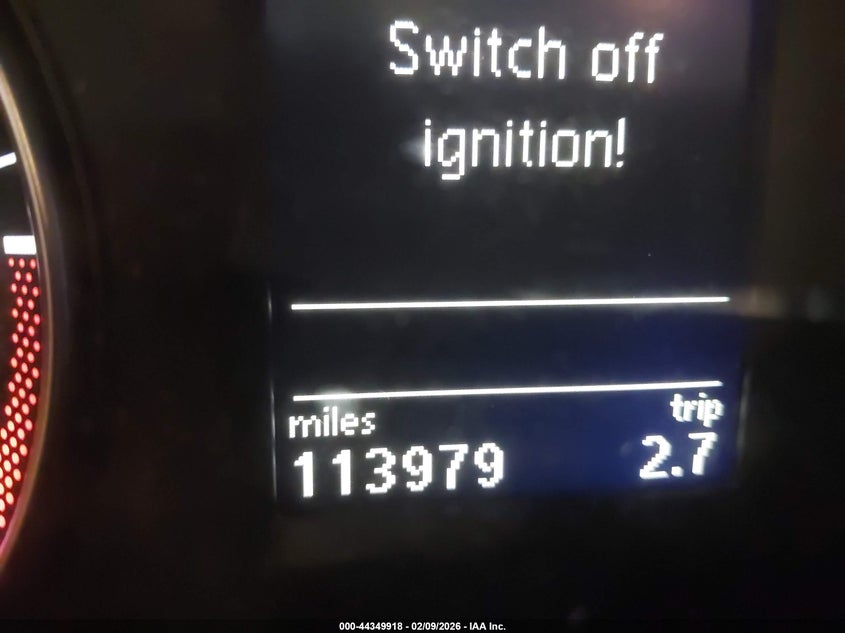 Switch off
ignition!
miles trip
113979 2.7
000-44349918 - 02/09/2026 - IAA Inc.